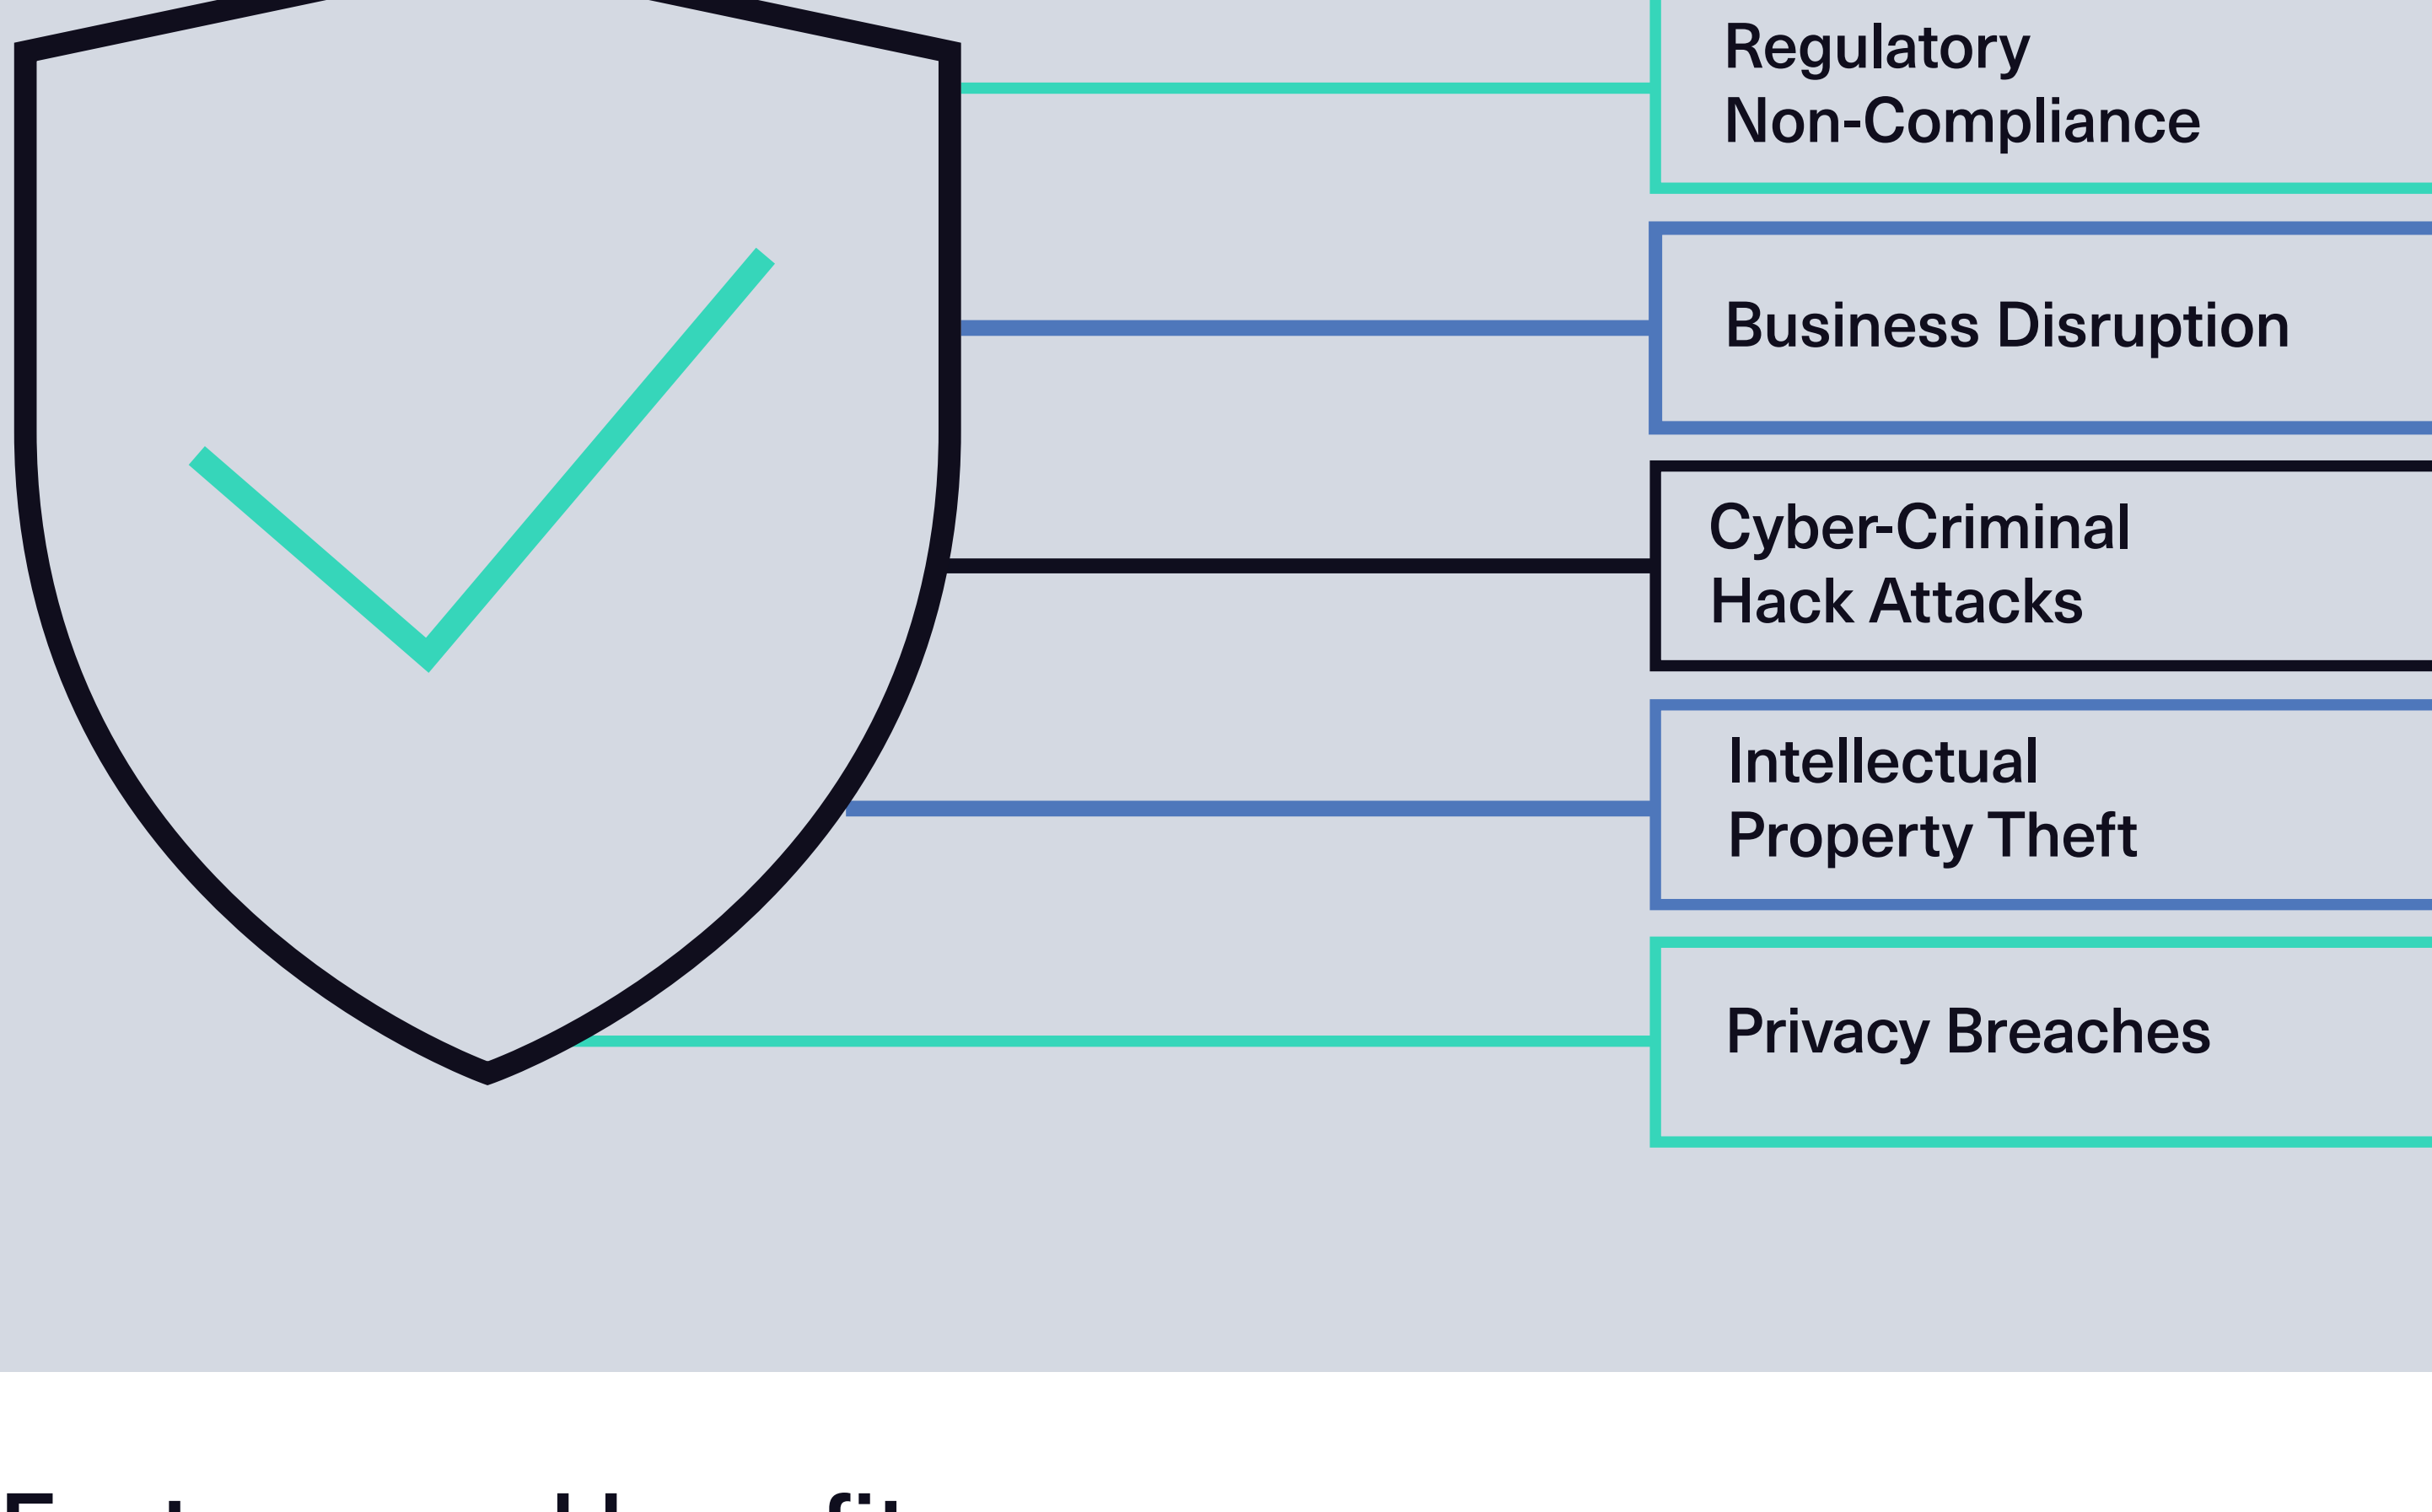 Regulatory
Non-Compliance
Business Disruption
Cyber-Criminal
Hack Attacks
Intellectual
Property Theft
Privacy Breaches